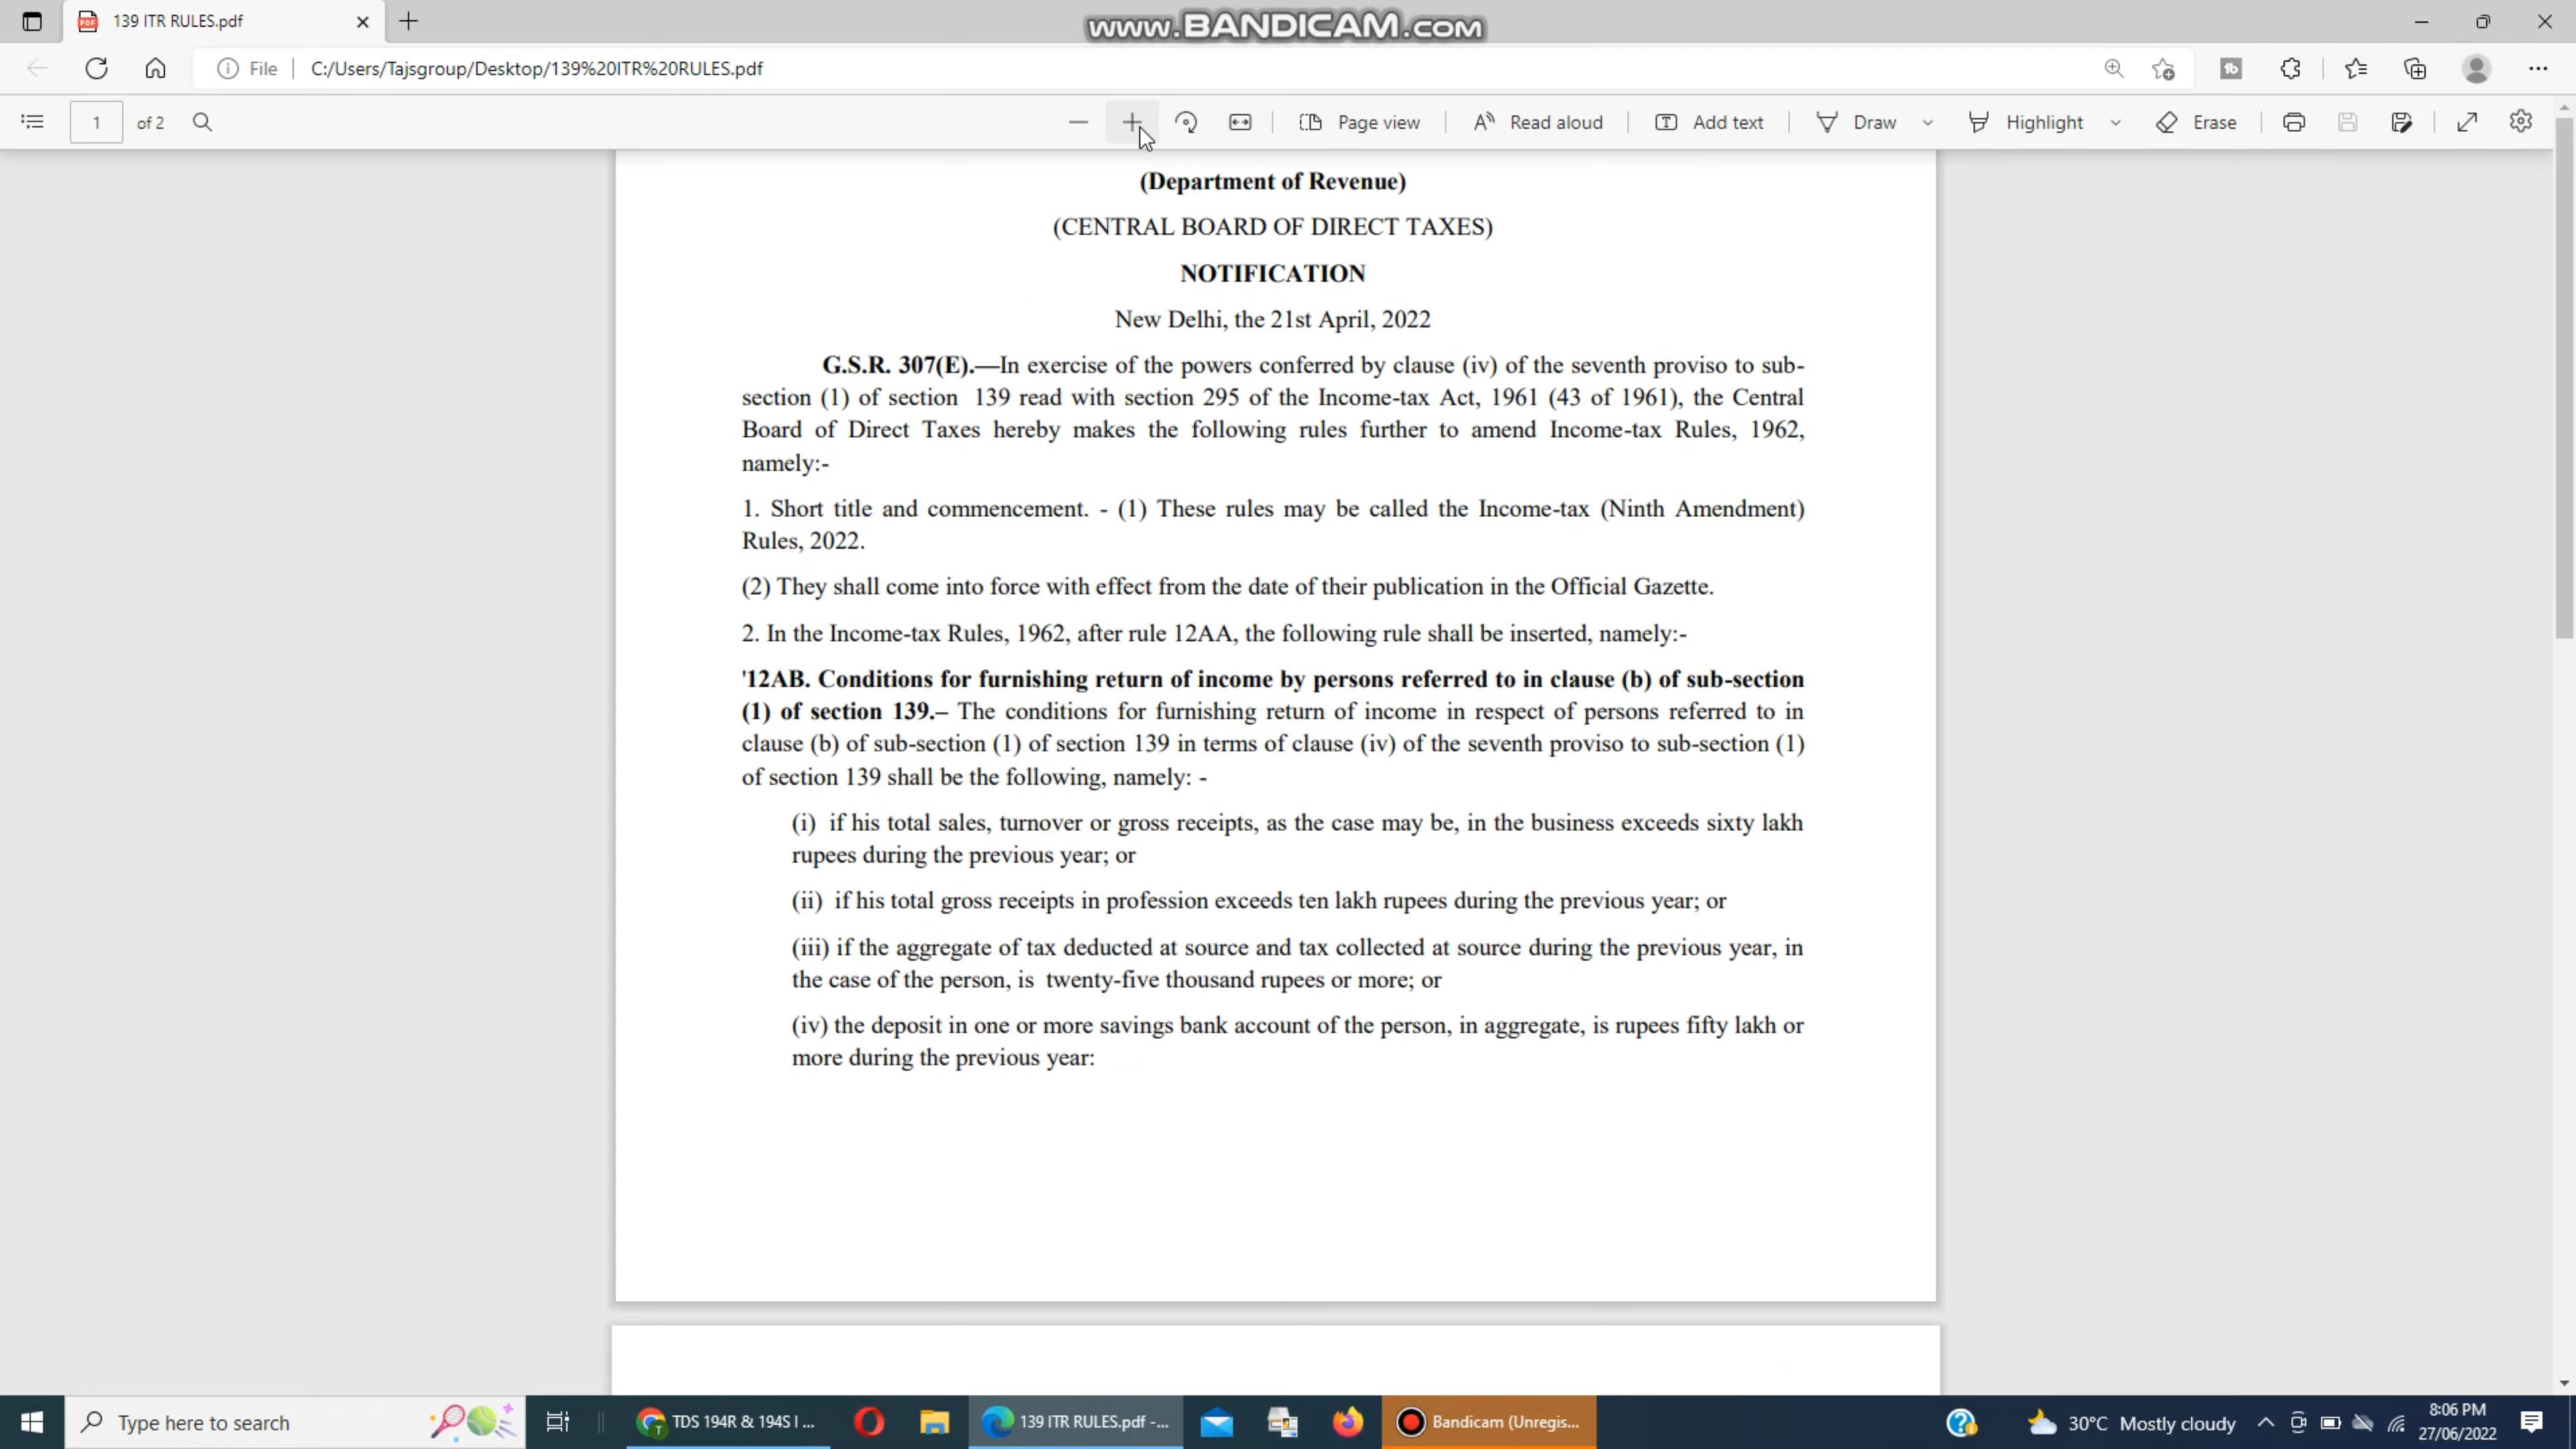 139 ITR RULES.pdf
www.BANDICAM.com
File
C:/Users/Tajsgroup/Desktop/139%20ITR%20RULES.pdf
1 of 2
Page view
Read aloud
Add text
Draw
Highlight
Erase
(Department of Revenue)
(CENTRAL BOARD OF DIRECT TAXES)
NOTIFICATION
New Delhi, the 21st April, 2022
G.S.R. 307(E).—In exercise of the powers conferred by clause (iv) of the seventh proviso to sub-
section (1) of section 139 read with section 295 of the Income-tax Act, 1961 (43 of 1961), the Central
Board of Direct Taxes hereby makes the following rules further to amend Income-tax Rules, 1962,
namely:-
1. Short title and commencement. - (1) These rules may be called the Income-tax (Ninth Amendment)
Rules, 2022.
(2) They shall come into force with effect from the date of their publication in the Official Gazette.
2. In the Income-tax Rules, 1962, after rule 12AA, the following rule shall be inserted, namely:-
'12AB. Conditions for furnishing return of income by persons referred to in clause (b) of sub-section
(1) of section 139.– The conditions for furnishing return of income in respect of persons referred to in
clause (b) of sub-section (1) of section 139 in terms of clause (iv) of the seventh proviso to sub-section (1)
of section 139 shall be the following, namely: -
(i) if his total sales, turnover or gross receipts, as the case may be, in the business exceeds sixty lakh
rupees during the previous year; or
(ii) if his total gross receipts in profession exceeds ten lakh rupees during the previous year; or
(iii) if the aggregate of tax deducted at source and tax collected at source during the previous year, in
the case of the person, is twenty-five thousand rupees or more; or
(iv) the deposit in one or more savings bank account of the person, in aggregate, is rupees fifty lakh or
more during the previous year:
Type here to search
TDS 194R & 194S I ...
139 ITR RULES.pdf -...
Bandicam (Unregis...
30°C Mostly cloudy
8:06 PM
27/06/2022